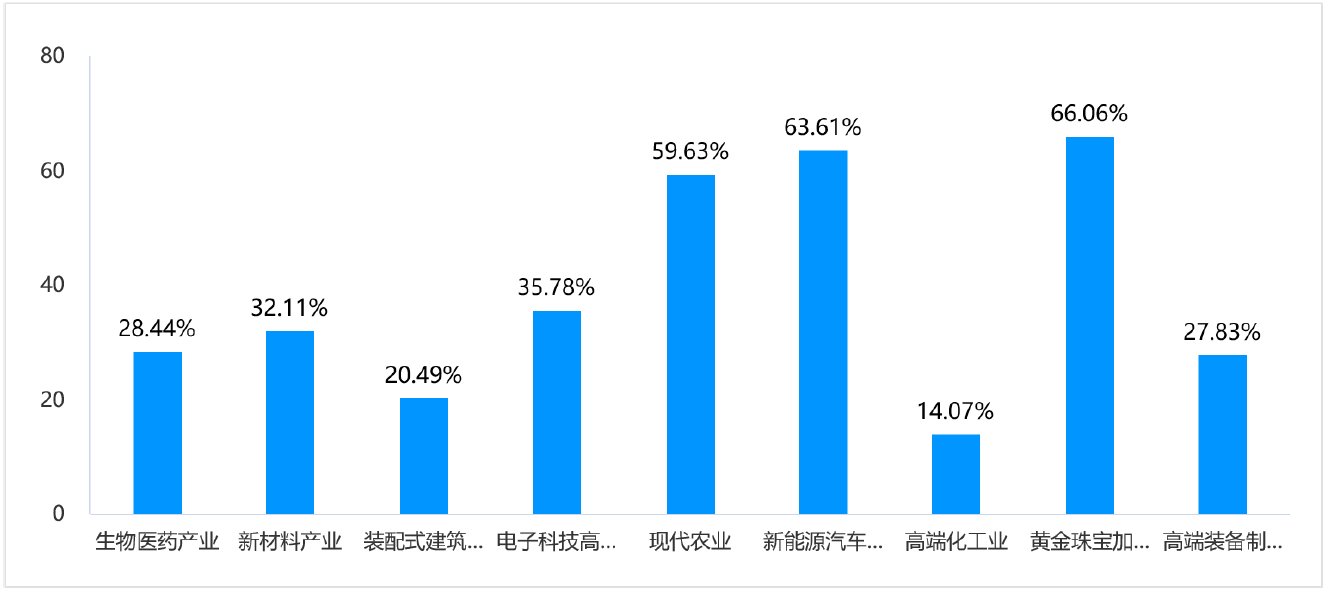 80
60
40
20
0
28.44%
32.11%
20.49%
35.78%
59.63%
63.61%
14.07%
66.06%
27.83%
生物医药产业
新材料产业
装配式建筑...
电子科技高...
现代农业
新能源汽车...
高端化工业
黄金珠宝加...
高端装备制...